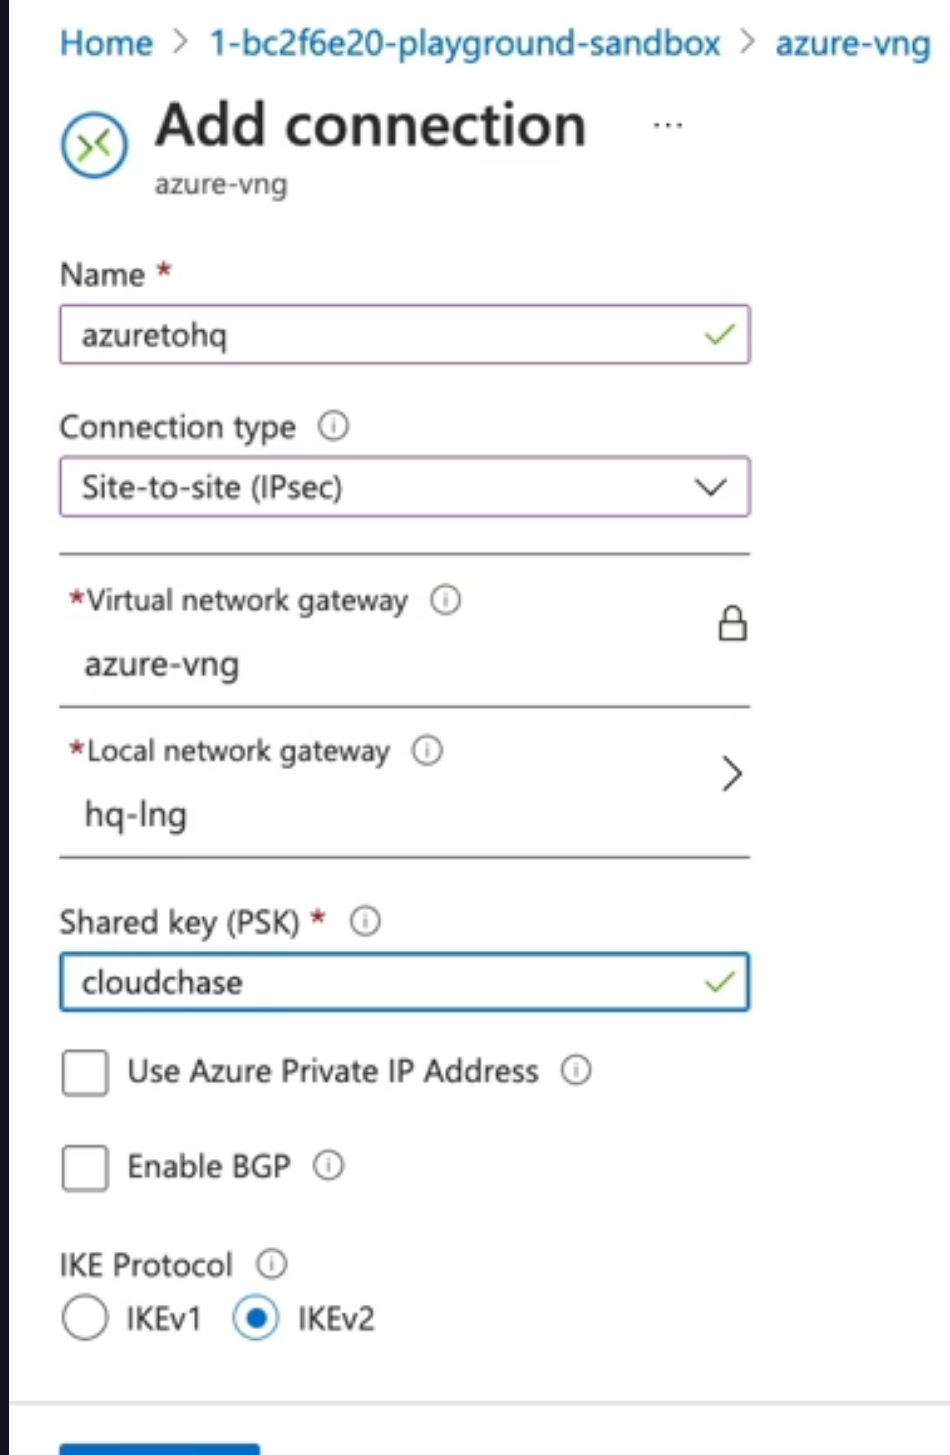 Home > 1-bc2f6e20-playground-sandbox > azure-vng
Add connection ...
azure-vng
Name *
azuretohq
Connection type
Site-to-site (IPsec)
*Virtual network gateway
azure-vng
*Local network gateway
hq-lng
Shared key (PSK) *
cloudchase
Use Azure Private IP Address
Enable BGP
IKE Protocol
IKEv1 IKEv2